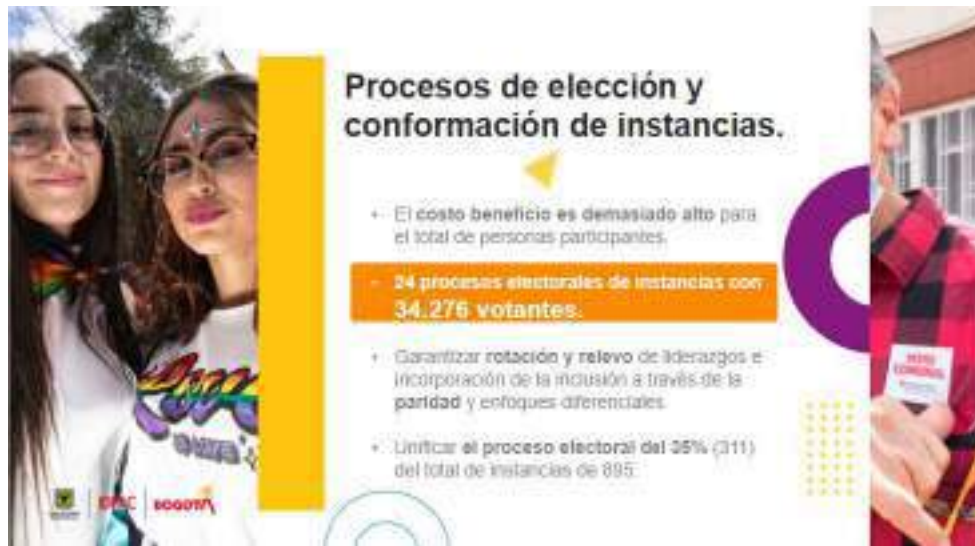 Procesos de elección y
conformación de instancias.
El costo beneficio es demasiado alto para
el total de personas participantes.
24 procesos electorales de instancias con
34.276 votantes.
Garantizar rotación y relevo de liderazgos e
incorporación de la inclusión a través de la
paridad y enfoques diferenciales
Unificar el proceso electoral del 35% (311)
del total de instancias de 895.
BOGOTÁ